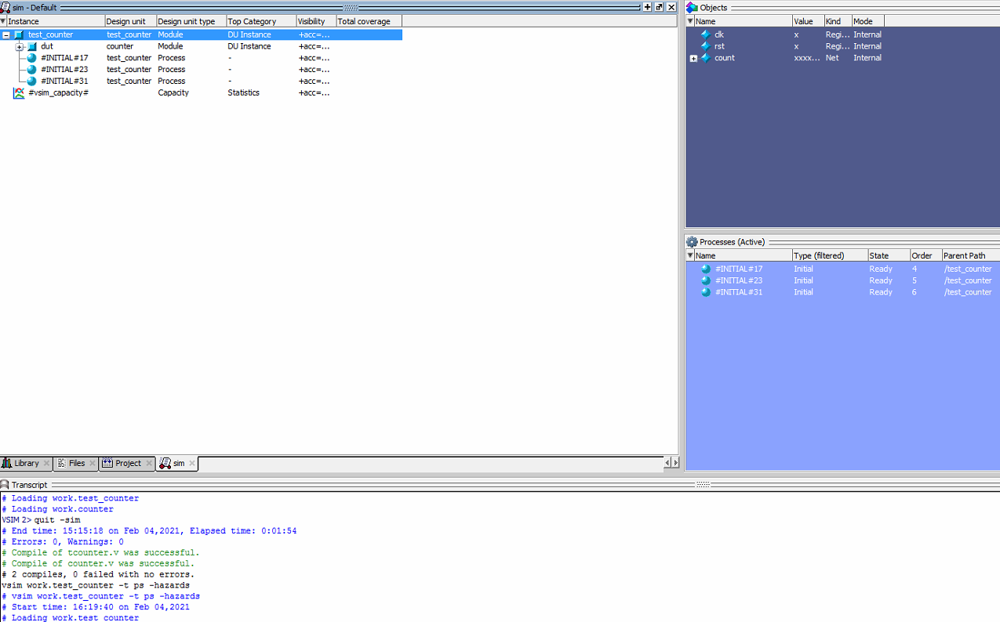 sim - Default
Instance Design unit Design unit type Top Category Visibility Total coverage
test_counter test_counter Module DU Instance +acc=...
dut counter Module DU Instance +acc=...
#INITIAL#17 test_counter Process - +acc=...
#INITIAL#23 test_counter Process - +acc=...
#INITIAL#31 test_counter Process - +acc=...
#vsim_capacity# Capacity Statistics +acc=...
Objects
Name Value Kind Mode
clk x Regi... Internal
rst x Regi... Internal
count xxxx... Net Internal
Processes (Active)
Name Type (filtered) State Order Parent Path
#INITIAL#17 Initial Ready 4 /test_counter
#INITIAL#23 Initial Ready 5 /test_counter
#INITIAL#31 Initial Ready 6 /test_counter
Library Files Project sim
Transcript
# Loading work.test_counter
# Loading work.counter
VSIM 2> quit -sim
# End time: 15:15:18 on Feb 04,2021, Elapsed time: 0:01:54
# Errors: 0, Warnings: 0
# Compile of tcounter.v was successful.
# Compile of counter.v was successful.
# 2 compiles, 0 failed with no errors.
vsim work.test_counter -t ps -hazards
# vsim work.test_counter -t ps -hazards
# Start time: 16:19:40 on Feb 04,2021
# Loading work.test_counter